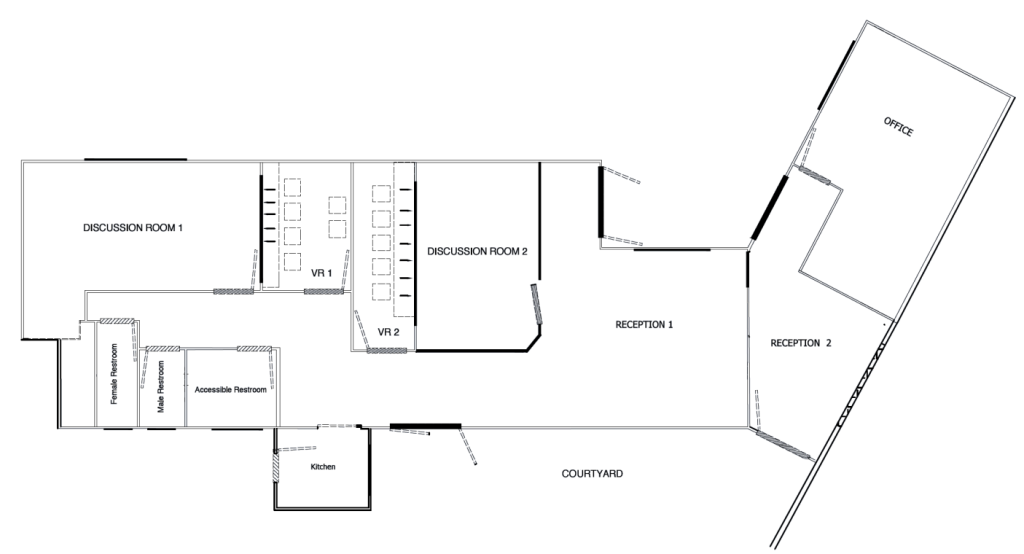 OFFICE
DISCUSSION ROOM 1
DISCUSSION ROOM 2
VR 1
VR 2
RECEPTION 1
RECEPTION 2
Female Restroom
Male Restroom
Accessible Restroom
Kitchen
COURTYARD